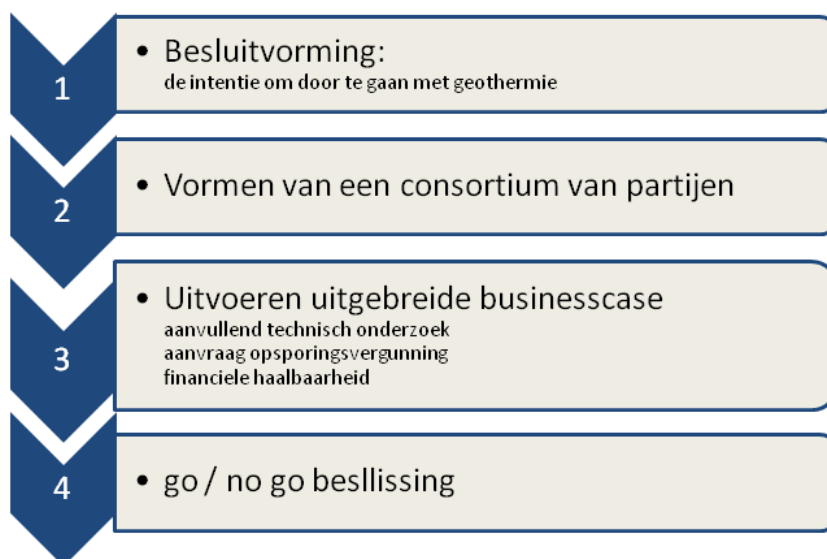 1
• Besluitvorming:
de intentie om door te gaan met geothermie
2
• Vormen van een consortium van partijen
3
• Uitvoeren uitgebreide businesscase
aanvullend technisch onderzoek
aanvraag opsporingsvergunning
financiele haalbaarheid
4
• go / no go besllissing